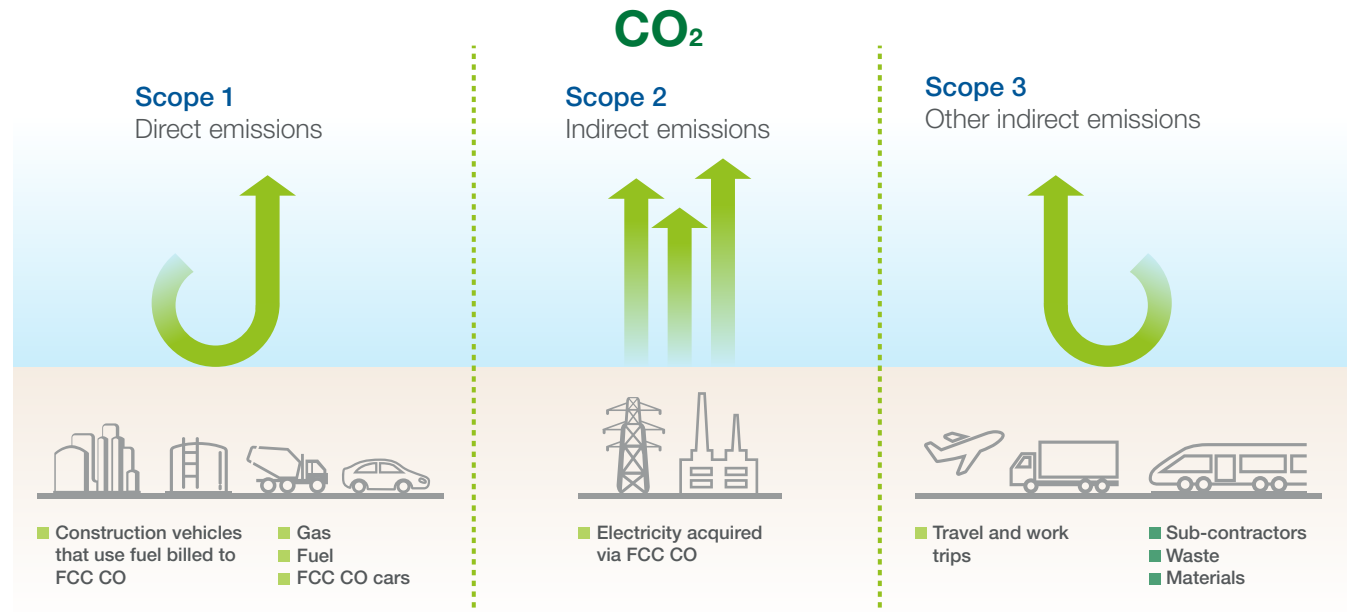 CO₂
Scope 1
Direct emissions
Scope 2
Indirect emissions
Scope 3
Other indirect emissions
Construction vehicles
that use fuel billed to
FCC CO
Gas
Fuel
FCC CO cars
Electricity acquired
via FCC CO
Travel and work
trips
Sub-contractors
Waste
Materials